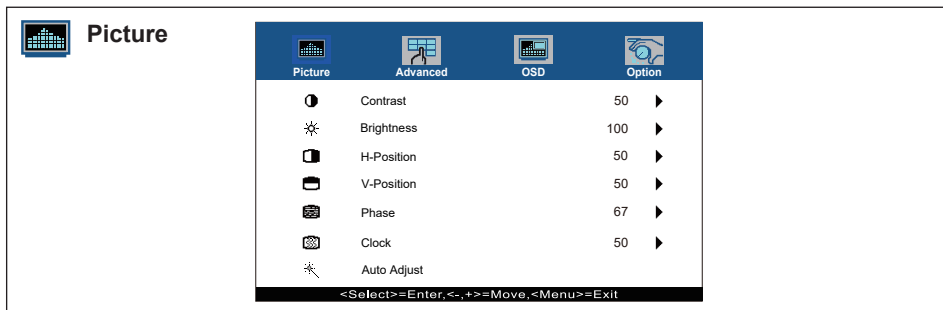 Picture
Picture Advanced OSD Option
Contrast 50
Brightness 100
H-Position 50
V-Position 50
Phase 67
Clock 50
Auto Adjust
<Select>=Enter,<-,+>=Move,<Menu>=Exit